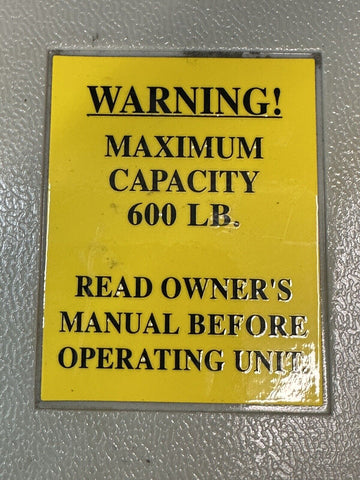 WARNING!
MAXIMUM
CAPACITY
600 LB.
READ OWNER'S
MANUAL BEFORE
OPERATING UNIT.